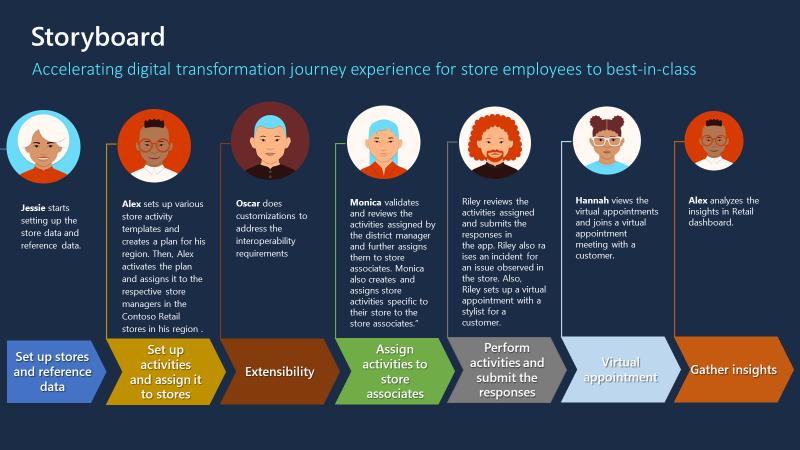 Storyboard
Accelerating digital transformation journey experience for store employees to best-in-class
Jessie starts
setting up the
store data and
reference data.
Alex sets up various
store activity
templates and
creates a plan for his
region. Then, Alex
activates the plan
and assigns it to the
respective store
managers in the
Contoso Retail
stores in his region .
Oscar does
customizations to
address the
interoperability
requirements
Monica validates
and reviews the
activities assigned by
the district manager
and further assigns
them to store
associates. Monica
also creates and
assigns store
activities specific to
their store to the
store associates."
Riley reviews the
activities assigned
and submits the
responses in
the app. Riley also ra
ises an incident for
an issue observed in
the store. Also,
Riley sets up a virtual
appointment with a
stylist for a
customer.
Hannah views the
virtual appointments
and joins a virtual
appointment
meeting with a
customer.
Alex analyzes the
insights in Retail
dashboard.
Set up stores
and reference
data
Set up
activities
and assign it
to stores
Extensibility
Assign
activities to
store
associates
Perform
activities and
submit the
responses
Virtual
appointment
Gather insights